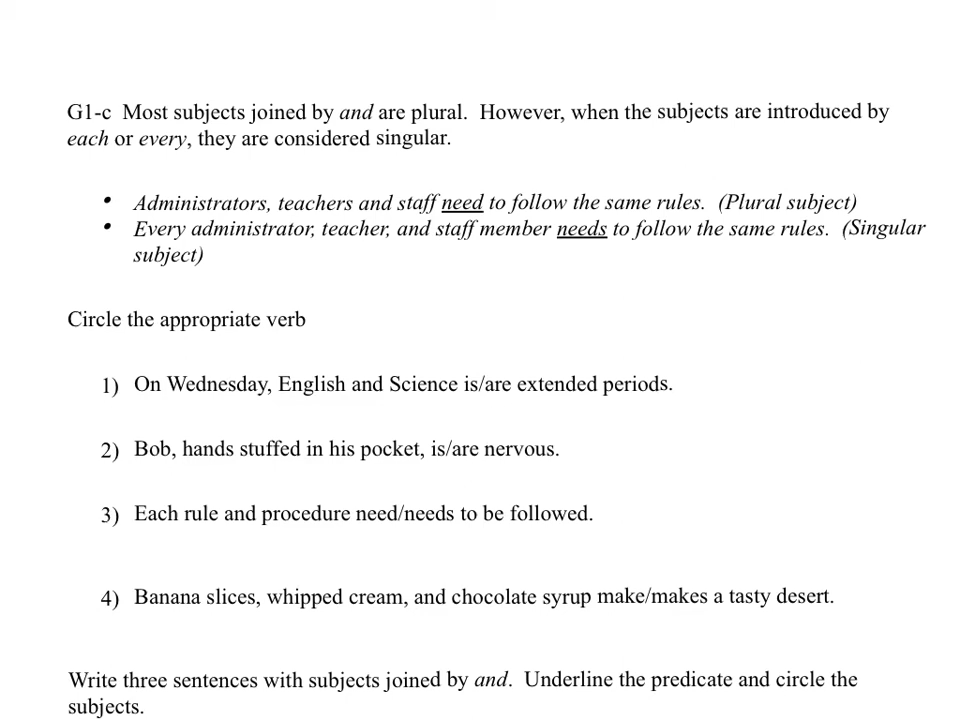 G1-c Most subjects joined by and are plural. However, when the subjects are introduced by
each or every, they are considered singular.
• Administrators, teachers and staff need to follow the same rules. (Plural subject)
• Every administrator, teacher, and staff member needs to follow the same rules. (Singular
subject)
Circle the appropriate verb
1) On Wednesday, English and Science is/are extended periods.
2) Bob, hands stuffed in his pocket, is/are nervous.
3) Each rule and procedure need/needs to be followed.
4) Banana slices, whipped cream, and chocolate syrup make/makes a tasty desert.
Write three sentences with subjects joined by and. Underline the predicate and circle the
subjects.